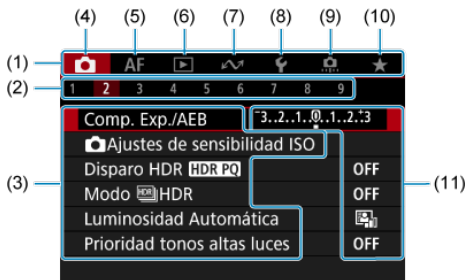 (4) (5) (6) (7) (8) (9) (10)
(1) AF
(2) 1 2 3 4 5 6 7 8 9
Comp. Exp./AEB -3..2..1..0..1..2..+3
Ajustes de sensibilidad ISO
Disparo HDR HDR PQ OFF
(3) Modo HDR HDR OFF (11)
Luminosidad Automática
Prioridad tonos altas luces OFF